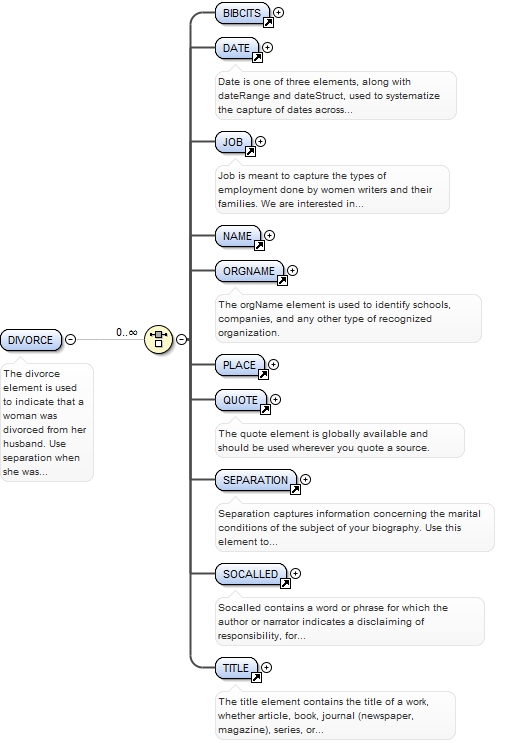 BIBCITS
DATE
Date is one of three elements, along with
dateRange and dateStruct, used to systematize
the capture of dates across...
JOB
Job is meant to capture the types of
employment done by women writers and their
families. We are interested in...
NAME
ORGNAME
The orgName element is used to identify schools,
companies, and any other type of recognized
organization.
0..∞
DIVORCE
The divorce
element is used
to indicate that a
woman was
divorced from her
husband. Use
separation when
she was...
PLACE
QUOTE
The quote element is globally available and
should be used wherever you quote a source.
SEPARATION
Separation captures information concerning the marital
conditions of the subject of your biography. Use this
element to...
SOCALLED
Socalled contains a word or phrase for which the
author or narrator indicates a disclaiming of
responsibility, for...
TITLE
The title element contains the title of a work,
whether article, book, journal (newspaper,
magazine), series, or...